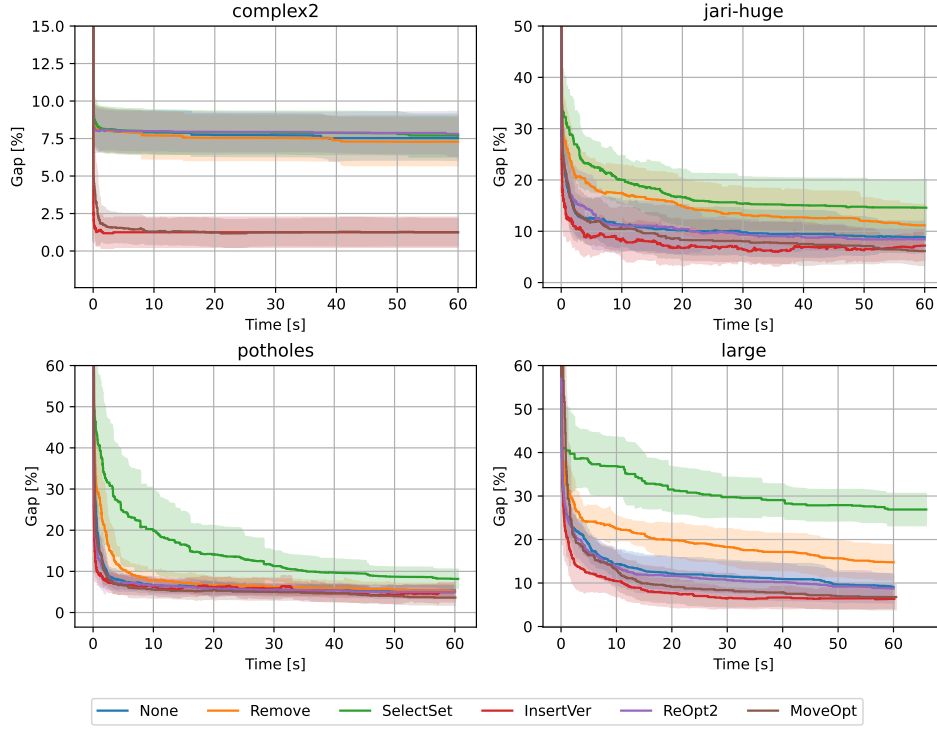 complex2
jari-huge
15.0
12.5
10.0
7.5
5.0
2.5
0.0
Gap [%]
0 10 20 30 40 50 60
Time [s]
50
40
30
20
10
0
Gap [%]
0 10 20 30 40 50 60
Time [s]
potholes
large
60
50
40
30
20
10
0
Gap [%]
0 10 20 30 40 50 60
Time [s]
60
50
40
30
20
10
0
Gap [%]
0 10 20 30 40 50 60
Time [s]
None Remove SelectSet InsertVer ReOpt2 MoveOpt